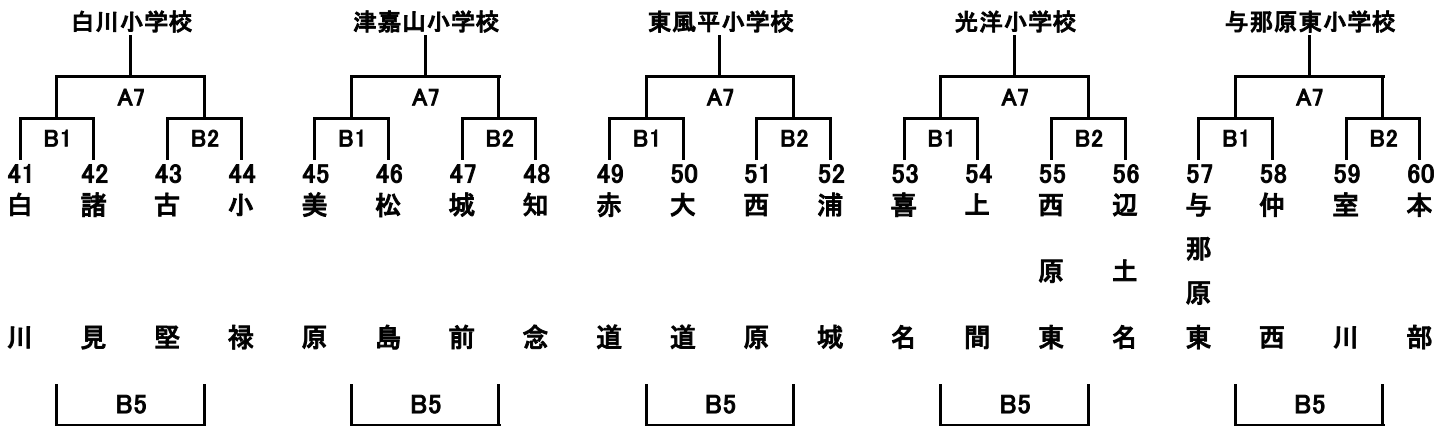 白川小学校 津嘉山小学校 東風平小学校 光洋小学校 与那原東小学校
A7 A7 A7 A7 A7
B1 B2 B1 B2 B1 B2 B1 B2 B1 B2
41 42 43 44 45 46 47 48 49 50 51 52 53 54 55 56 57 58 59 60
白川
諸見
古堅
小禄
美原
松島
城前
知念
赤道
大道
西原
浦城
喜名
上間
西原東
辺土名
与那原東
仲西
室川
本部
B5 B5 B5 B5 B5